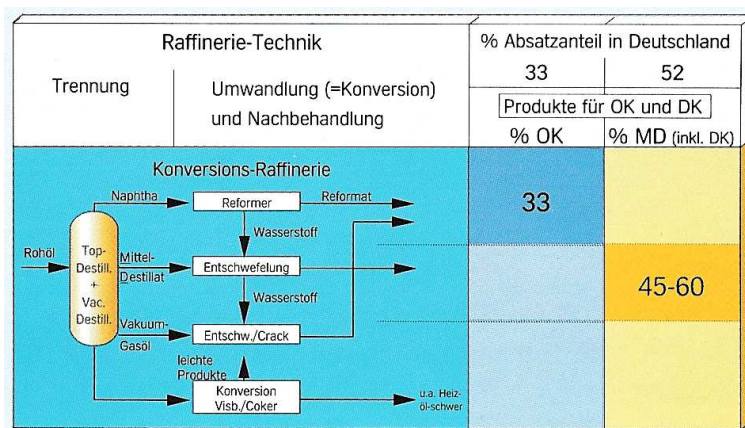 Raffinerie-Technik
% Absatzanteil in Deutschland
Trennung
Umwandlung (=Konversion)
und Nachbehandlung
33
52
Produkte für OK und DK
% OK
% MD (inkl. DK)
Konversions-Raffinerie
Naphtha
Reformer
Reformat
33
Wasserstoff
Rohöl
Top-
Destill.
+
Vac.
Destill.
Mittel-
Destillat
Entschwefelung
45-60
Wasserstoff
Vakuum-
Gasöl
Entschw./Crack
leichte
Produkte
Konversion
Visb./Coker
u.a. Heiz-
öl-schwer